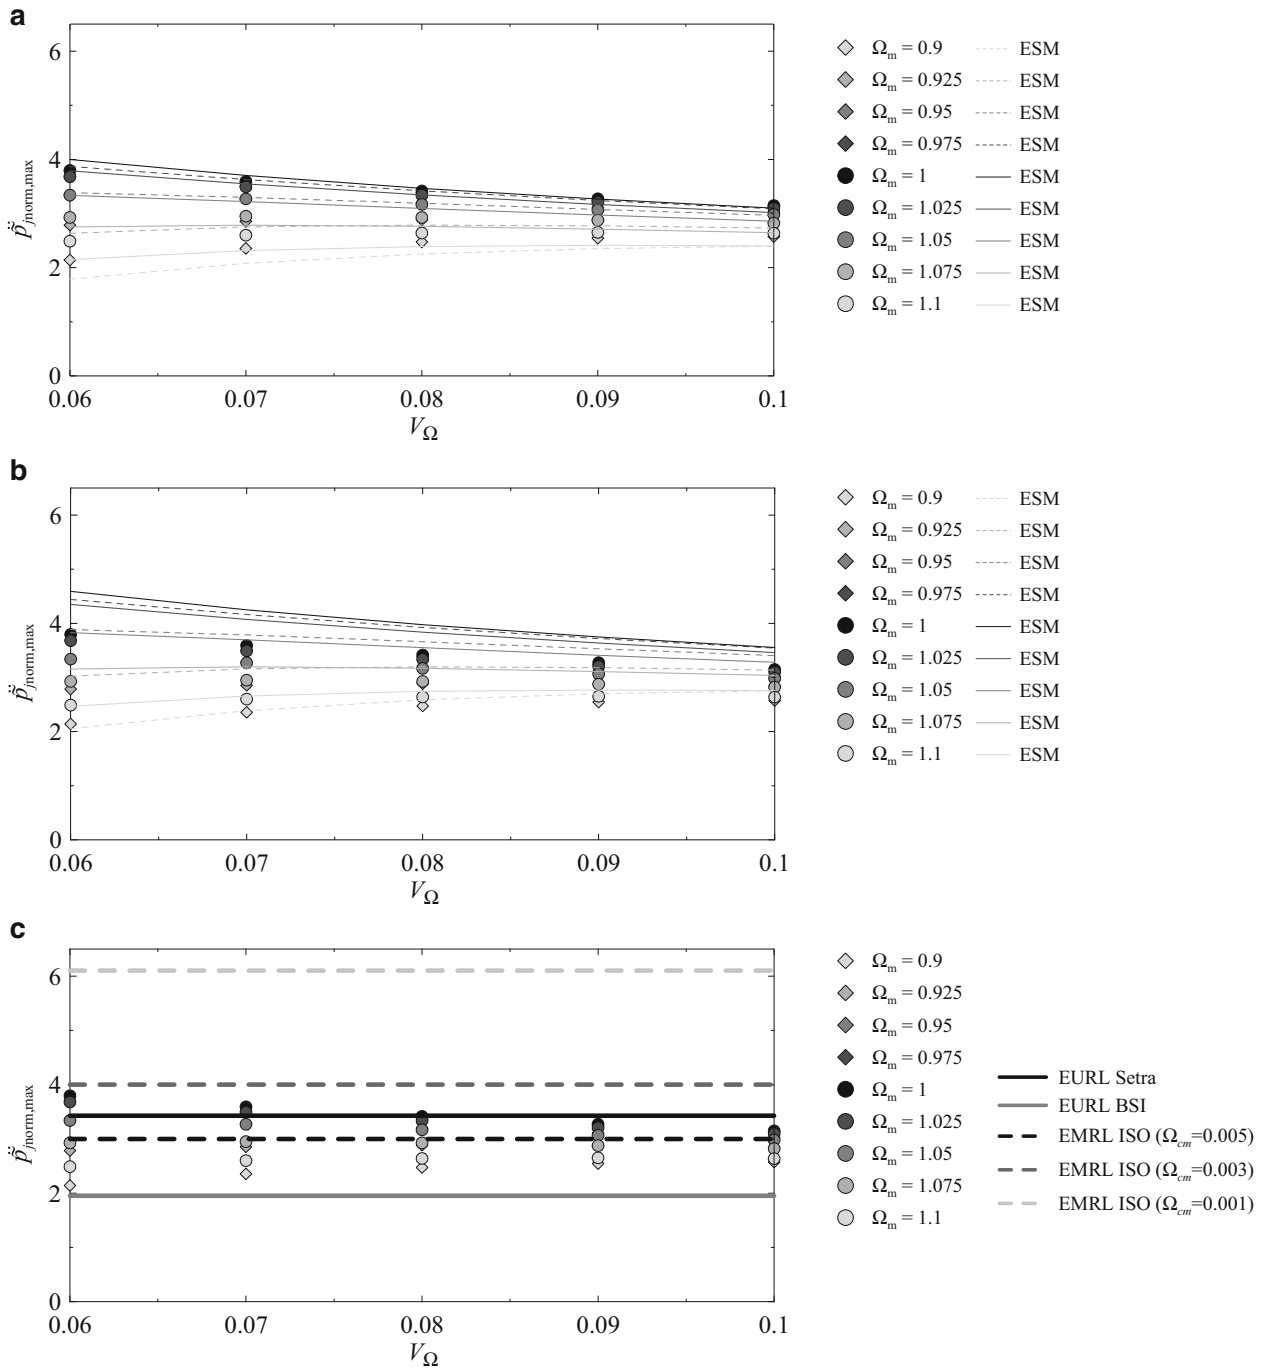 a
6
4
2
0
p̈̃jnorm,max
0.06 0.07 0.08 0.09 0.1
VΩ
Ωm = 0.9 ESM
Ωm = 0.925 ESM
Ωm = 0.95 ESM
Ωm = 0.975 ESM
Ωm = 1 ESM
Ωm = 1.025 ESM
Ωm = 1.05 ESM
Ωm = 1.075 ESM
Ωm = 1.1 ESM
b
6
4
2
0
p̈̃jnorm,max
0.06 0.07 0.08 0.09 0.1
VΩ
Ωm = 0.9 ESM
Ωm = 0.925 ESM
Ωm = 0.95 ESM
Ωm = 0.975 ESM
Ωm = 1 ESM
Ωm = 1.025 ESM
Ωm = 1.05 ESM
Ωm = 1.075 ESM
Ωm = 1.1 ESM
c
6
4
2
0
p̈̃jnorm,max
0.06 0.07 0.08 0.09 0.1
VΩ
Ωm = 0.9
Ωm = 0.925
Ωm = 0.95
Ωm = 0.975
Ωm = 1
Ωm = 1.025
Ωm = 1.05
Ωm = 1.075
Ωm = 1.1
EURL Setra
EURL BSI
EMRL ISO (Ωcm=0.005)
EMRL ISO (Ωcm=0.003)
EMRL ISO (Ωcm=0.001)